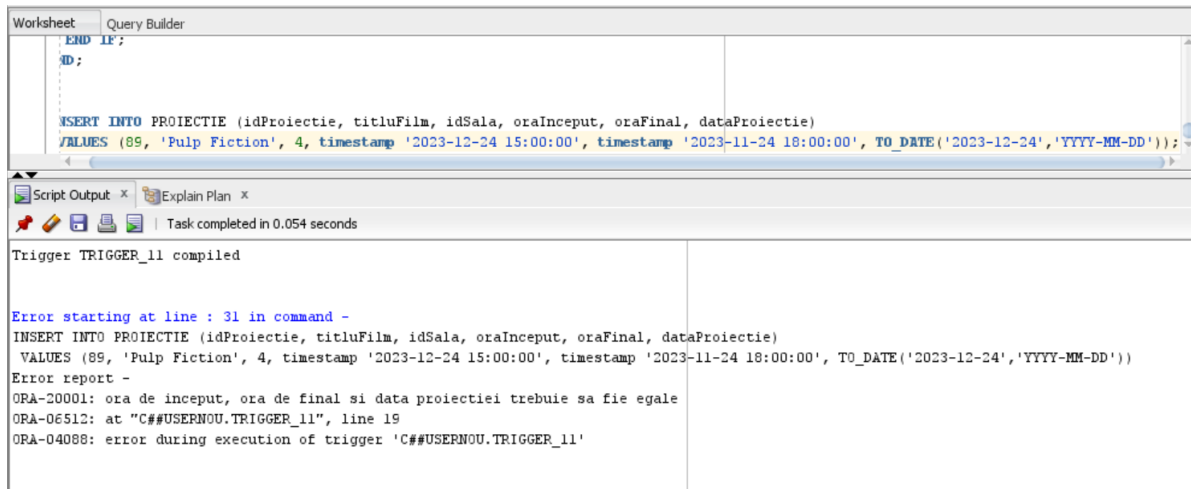 Worksheet Query Builder
END IF;
ND;
NSERT INTO PROIECTIE (idProiectie, titluFilm, idSala, oraInceput, oraFinal, dataProiectie)
VALUES (89, 'Pulp Fiction', 4, timestamp '2023-12-24 15:00:00', timestamp '2023-11-24 18:00:00', TO_DATE('2023-12-24','YYYY-MM-DD'));
Script Output x Explain Plan x
Task completed in 0.054 seconds
Trigger TRIGGER_11 compiled
Error starting at line : 31 in command -
INSERT INTO PROIECTIE (idProiectie, titluFilm, idSala, oraInceput, oraFinal, dataProiectie)
VALUES (89, 'Pulp Fiction', 4, timestamp '2023-12-24 15:00:00', timestamp '2023-11-24 18:00:00', TO_DATE('2023-12-24','YYYY-MM-DD'))
Error report -
ORA-20001: ora de inceput, ora de final si data proiectiei trebuie sa fie egale
ORA-06512: at "C##USERNOU.TRIGGER_11", line 19
ORA-04088: error during execution of trigger 'C##USERNOU.TRIGGER_11'